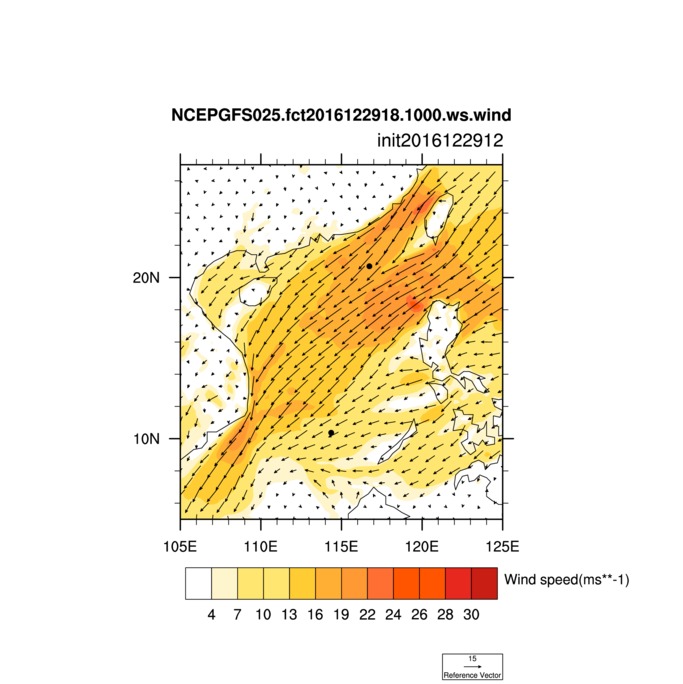 NCEPGFS025.fct2016122918.1000.ws.wind
init2016122912
20N
10N
105E 110E 115E 120E 125E
Wind speed(ms**-1)
4 7 10 13 16 19 22 24 26 28 30
15
Reference Vector